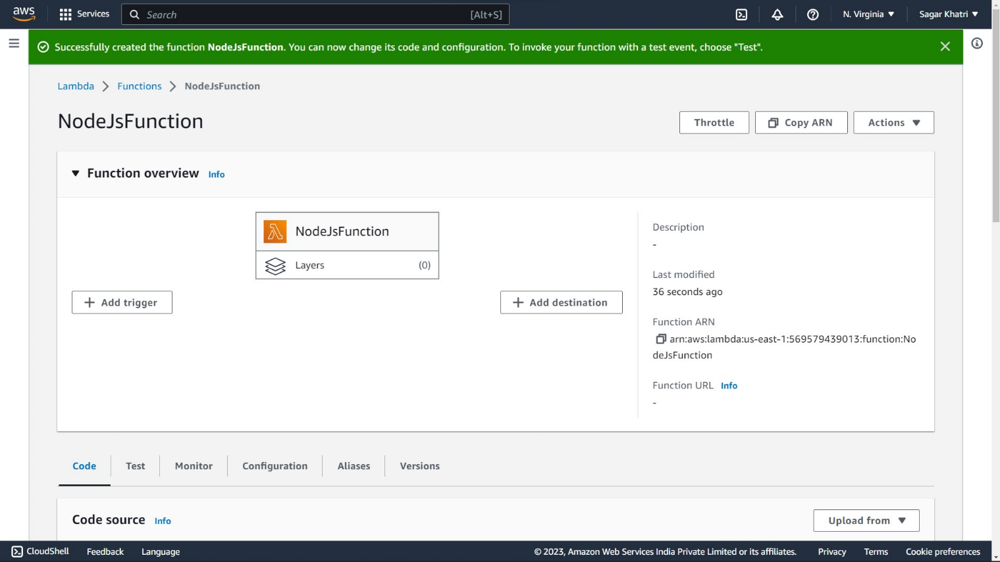 aws
Services
Search
[Alt+S]
N. Virginia
Sagar Khatri
Successfully created the function NodeJsFunction. You can now change its code and configuration. To invoke your function with a test event, choose "Test".
Lambda
Functions
NodeJsFunction
NodeJsFunction
Throttle
Copy ARN
Actions
Function overview
Info
NodeJsFunction
Layers
(0)
Add trigger
Add destination
Description
-
Last modified
36 seconds ago
Function ARN
arn:aws:lambda:us-east-1:569579439013:function:No
deJsFunction
Function URL
Info
-
Code
Test
Monitor
Configuration
Aliases
Versions
Code source
Info
Upload from
CloudShell
Feedback
Language
© 2023, Amazon Web Services India Private Limited or its affiliates.
Privacy
Terms
Cookie preferences